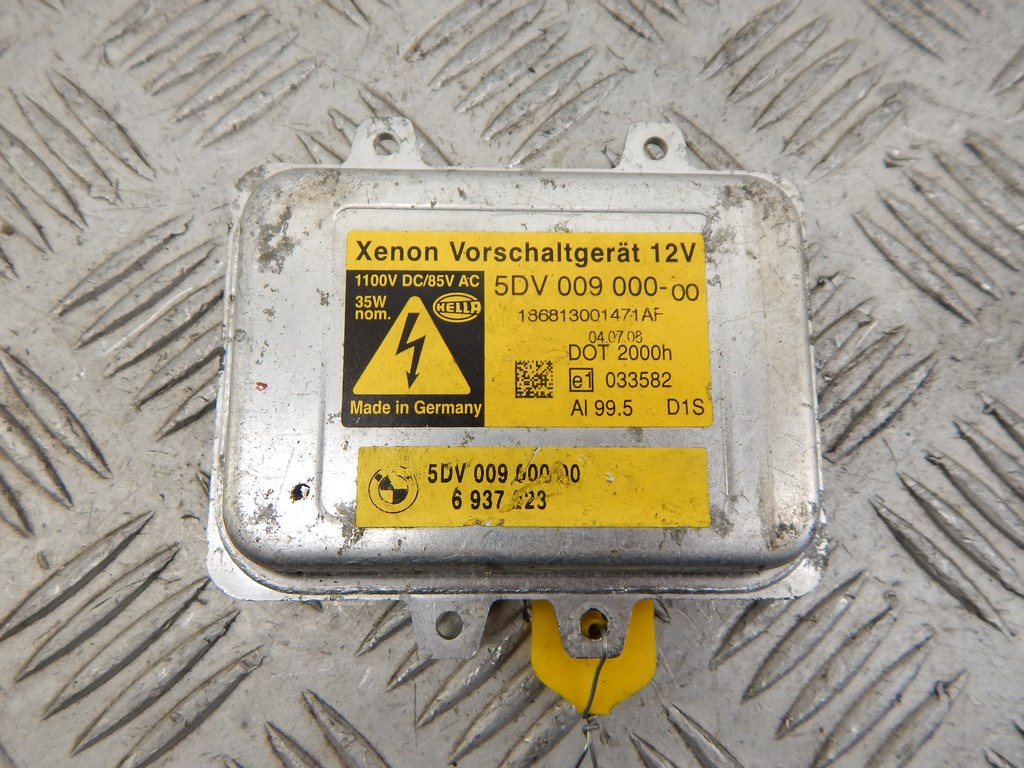 Xenon Vorschaltgerät 12V
1100V DC/85V AC
35W
nom.
HELLA
5DV 009 000-00
186813001471AF
04.07.08
DOT 2000h
e1 033582
Al 99.5 D1S
Made in Germany
5DV 009 000 00
6 937